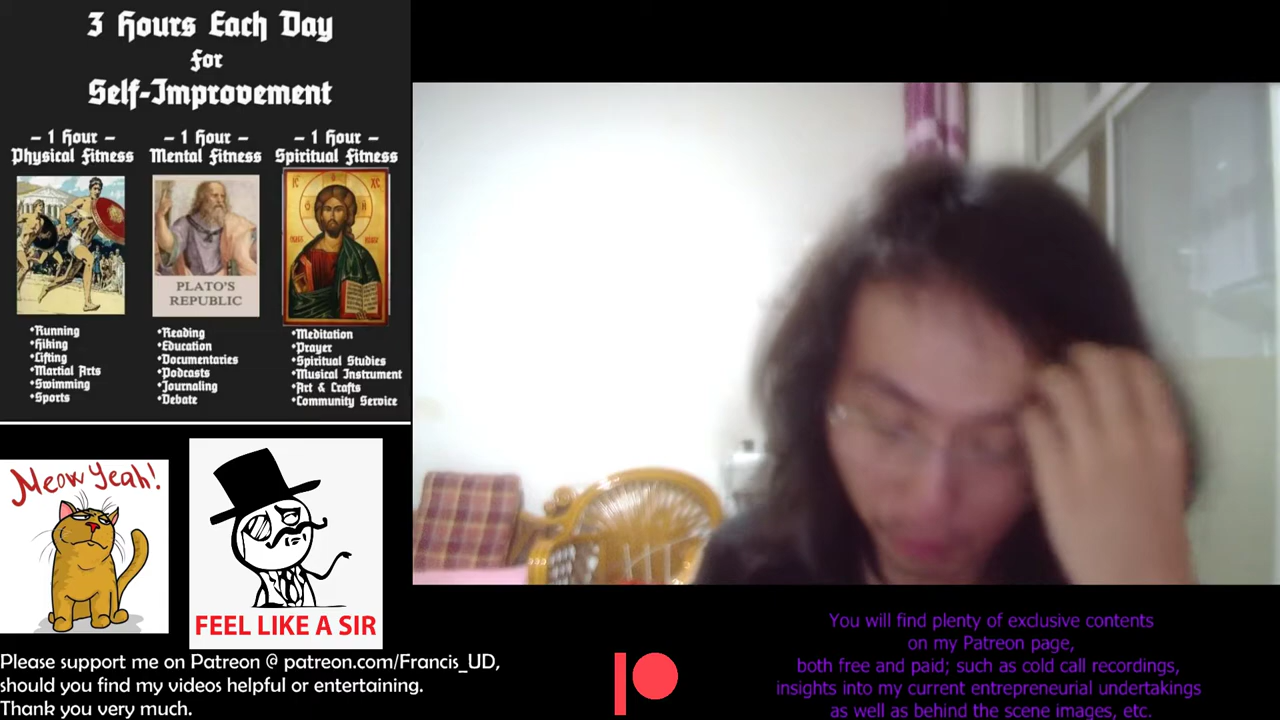 3 Hours Each Day
For
Self-Improvement
– 1 Hour –
Physical Fitness
– 1 Hour –
Mental Fitness
– 1 Hour –
Spiritual Fitness
PLATO'S
REPUBLIC
•Running
•Hiking
•Lifting
•Martial Arts
•Swimming
•Sports
•Reading
•Education
•Documentaries
•Podcasts
•Journaling
•Debate
•Meditation
•Prayer
•Spiritual Studies
•Musical Instrument
•Art & Crafts
•Community Service
Meow Yeah!
FEEL LIKE A SIR
Please support me on Patreon @ patreon.com/Francis_UD,
should you find my videos helpful or entertaining.
Thank you very much.
You will find plenty of exclusive contents
on my Patreon page,
both free and paid; such as cold call recordings,
insights into my current entrepreneurial undertakings
as well as behind the scene images, etc.